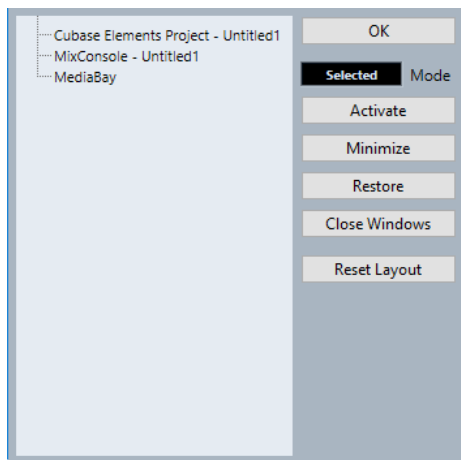 Cubase Elements Project - Untitled1
MixConsole - Untitled1
MediaBay
OK
Selected Mode
Activate
Minimize
Restore
Close Windows
Reset Layout